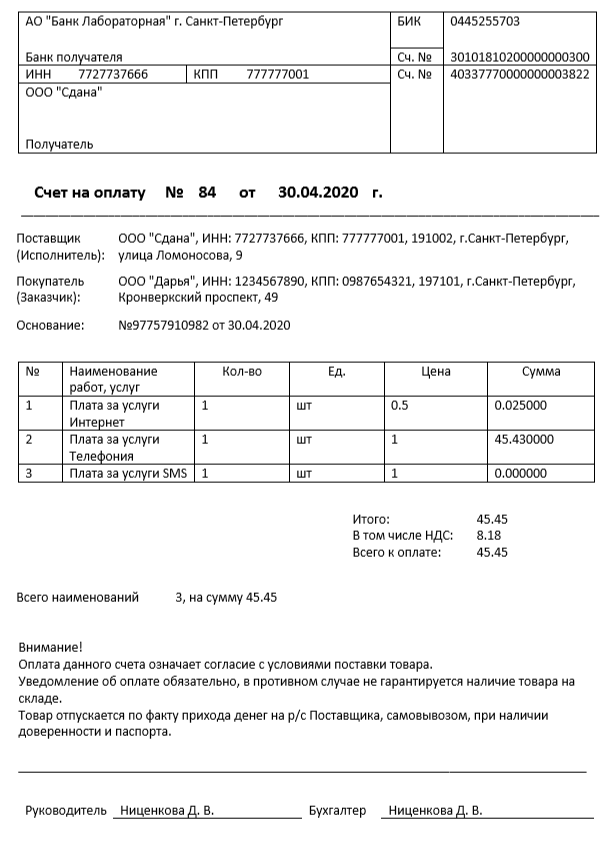 АО "Банк Лабораторная" г. Санкт-Петербург БИК 0445255703
Банк получателя Сч. № 30101810200000000300
ИНН 7727737666 КПП 777777001 Сч. № 40337770000000003822
ООО "Сдана"
Получатель
Счет на оплату № 84 от 30.04.2020 г.
Поставщик ООО "Сдана", ИНН: 7727737666, КПП: 777777001, 191002, г.Санкт-Петербург,
(Исполнитель): улица Ломоносова, 9
Покупатель ООО "Дарья", ИНН: 1234567890, КПП: 0987654321, 197101, г.Санкт-Петербург,
(Заказчик): Кронверкский проспект, 49
Основание: №97757910982 от 30.04.2020
№ Наименование Кол-во Ед. Цена Сумма
работ, услуг
1 Плата за услуги 1 шт 0.5 0.025000
Интернет
2 Плата за услуги 1 шт 1 45.430000
Телефония
3 Плата за услуги SMS 1 шт 1 0.000000
Итого: 45.45
В том числе НДС: 8.18
Всего к оплате: 45.45
Всего наименований 3, на сумму 45.45
Внимание!
Оплата данного счета означает согласие с условиями поставки товара.
Уведомление об оплате обязательно, в противном случае не гарантируется наличие товара на
складе.
Товар отпускается по факту прихода денег на р/с Поставщика, самовывозом, при наличии
доверенности и паспорта.
Руководитель Ниценкова Д. В. Бухгалтер Ниценкова Д. В.